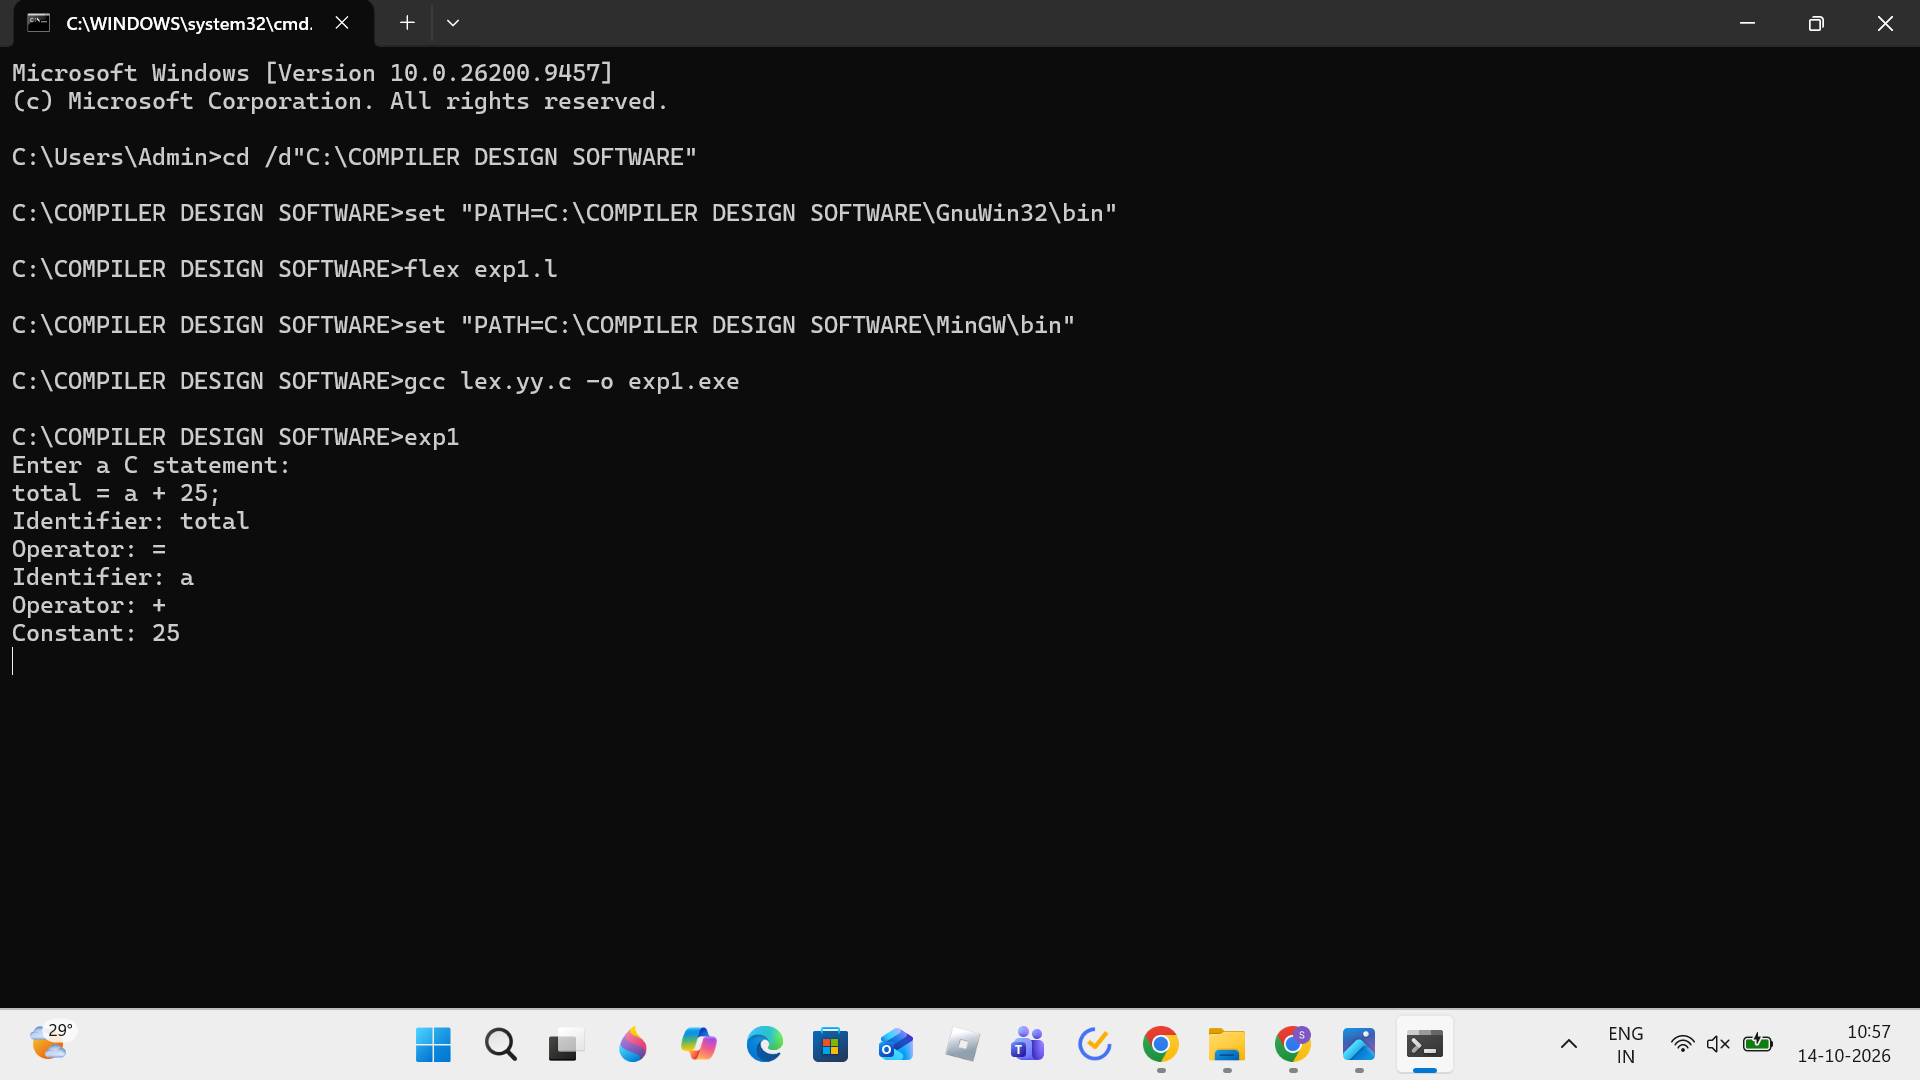 C:\WINDOWS\system32\cmd.
Microsoft Windows [Version 10.0.26200.9457]
(c) Microsoft Corporation. All rights reserved.
C:\Users\Admin>cd /d"C:\COMPILER DESIGN SOFTWARE"
C:\COMPILER DESIGN SOFTWARE>set "PATH=C:\COMPILER DESIGN SOFTWARE\GnuWin32\bin"
C:\COMPILER DESIGN SOFTWARE>flex exp1.l
C:\COMPILER DESIGN SOFTWARE>set "PATH=C:\COMPILER DESIGN SOFTWARE\MinGW\bin"
C:\COMPILER DESIGN SOFTWARE>gcc lex.yy.c -o exp1.exe
C:\COMPILER DESIGN SOFTWARE>exp1
Enter a C statement:
total = a + 25;
Identifier: total
Operator: =
Identifier: a
Operator: +
Constant: 25
29°
ENG
IN
10:57
14-10-2026